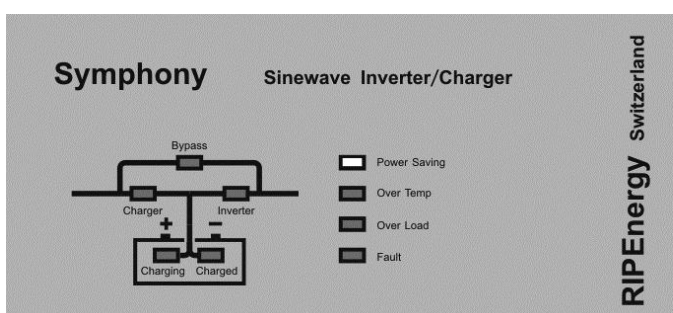 Symphony
Sinewave Inverter/Charger
Bypass
Charger
Inverter
+
−
Charging
Charged
Power Saving
Over Temp
Over Load
Fault
RIPEnergy Switzerland